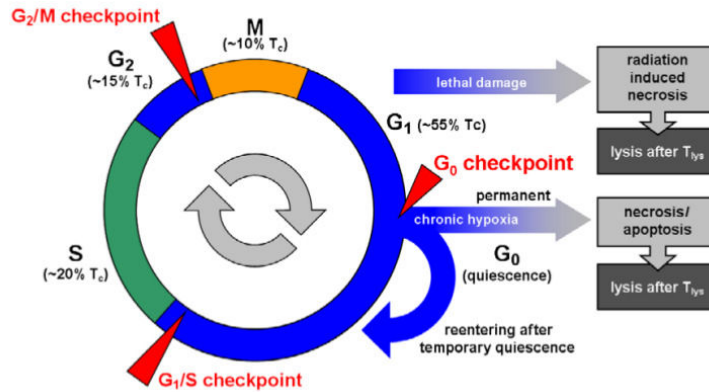 G2/M checkpoint
M
(~10% Tc)
G2
(~15% Tc)
G1 (~55% Tc)
G0 checkpoint
S
(~20% Tc)
G1/S checkpoint
lethal damage
radiation
induced
necrosis
lysis after Tlys
permanent
chronic hypoxia
G0
(quiescence)
necrosis/
apoptosis
lysis after Tlys
reentering after
temporary quiescence